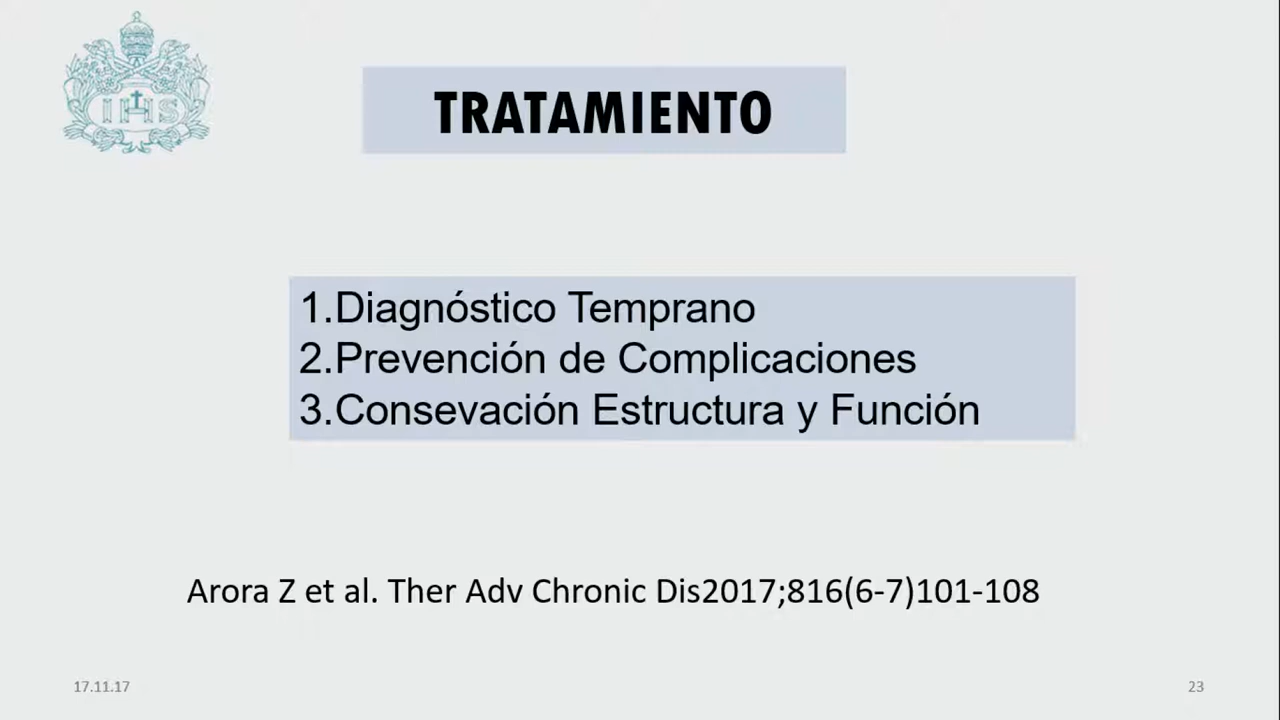 IHS
TRATAMIENTO
1.Diagnóstico Temprano
2.Prevención de Complicaciones
3.Consevación Estructura y Función
Arora Z et al. Ther Adv Chronic Dis2017;816(6-7)101-108
17.11.17
23